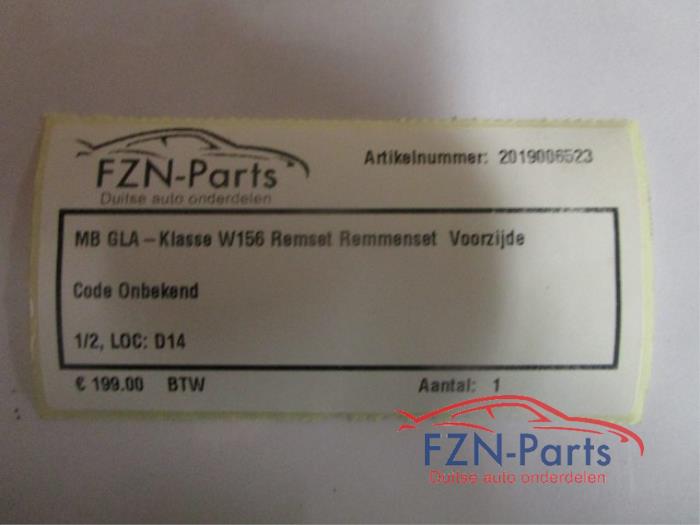 FZN-Parts
Duitse auto onderdelen
Artikelnummer: 2019006523
MB GLA – Klasse W156 Remset Remmenset Voorzijde
Code Onbekend
1/2, LOC: D14
€ 199.00 BTW
Aantal: 1
FZN-Parts
Duitse auto onderdelen